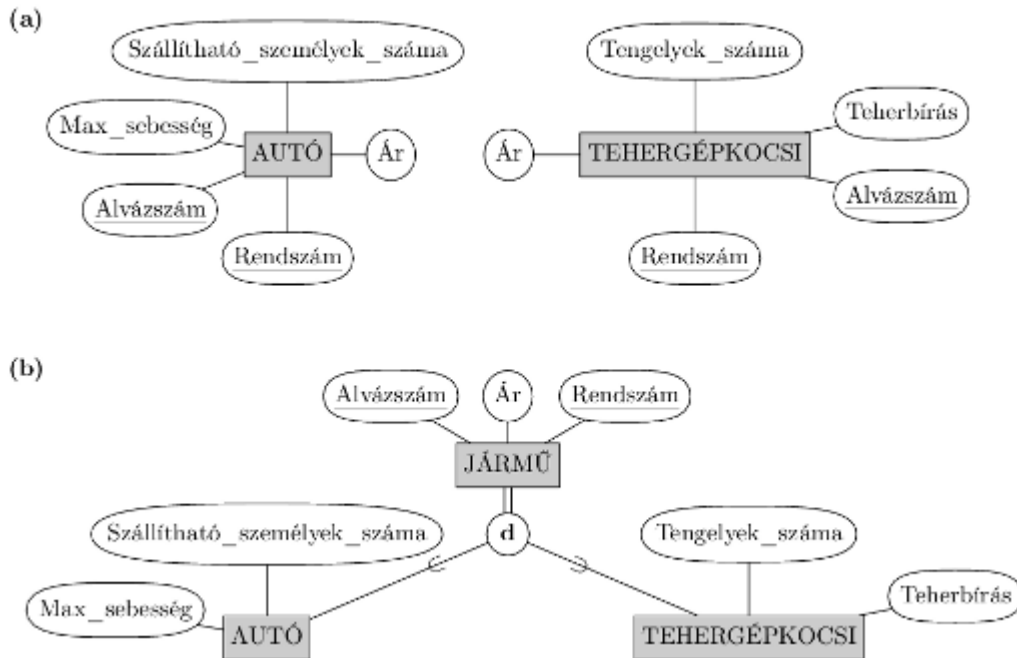 (a)
Szállítható_személyek_száma
Tengelyek_száma
Max_sebesség
Teherbírás
AUTÓ
Ár
Ár
TEHERGÉPKOCSI
Alvázszám
Alvázszám
Rendszám
Rendszám
(b)
Alvázszám
Ár
Rendszám
JÁRMŰ
Szállítható_személyek_száma
d
Tengelyek_száma
Max_sebesség
Teherbírás
AUTÓ
TEHERGÉPKOCSI